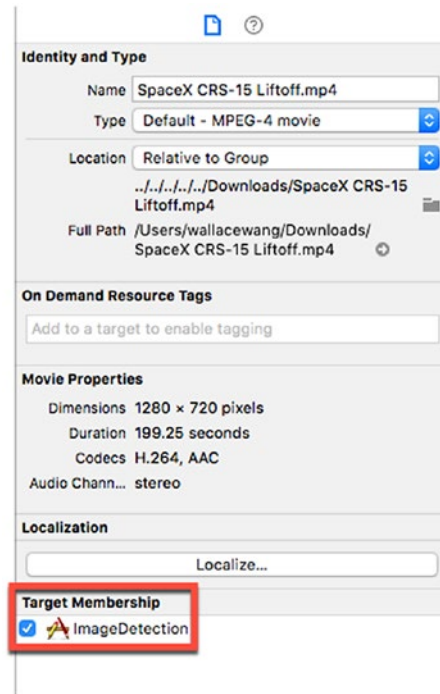 Identity and Type
Name SpaceX CRS-15 Liftoff.mp4
Type Default - MPEG-4 movie
Location Relative to Group
../../../../../Downloads/SpaceX CRS-15
Liftoff.mp4
Full Path /Users/wallacewang/Downloads/
SpaceX CRS-15 Liftoff.mp4
On Demand Resource Tags
Add to a target to enable tagging
Movie Properties
Dimensions 1280 × 720 pixels
Duration 199.25 seconds
Codecs H.264, AAC
Audio Chann... stereo
Localization
Localize...
Target Membership
ImageDetection